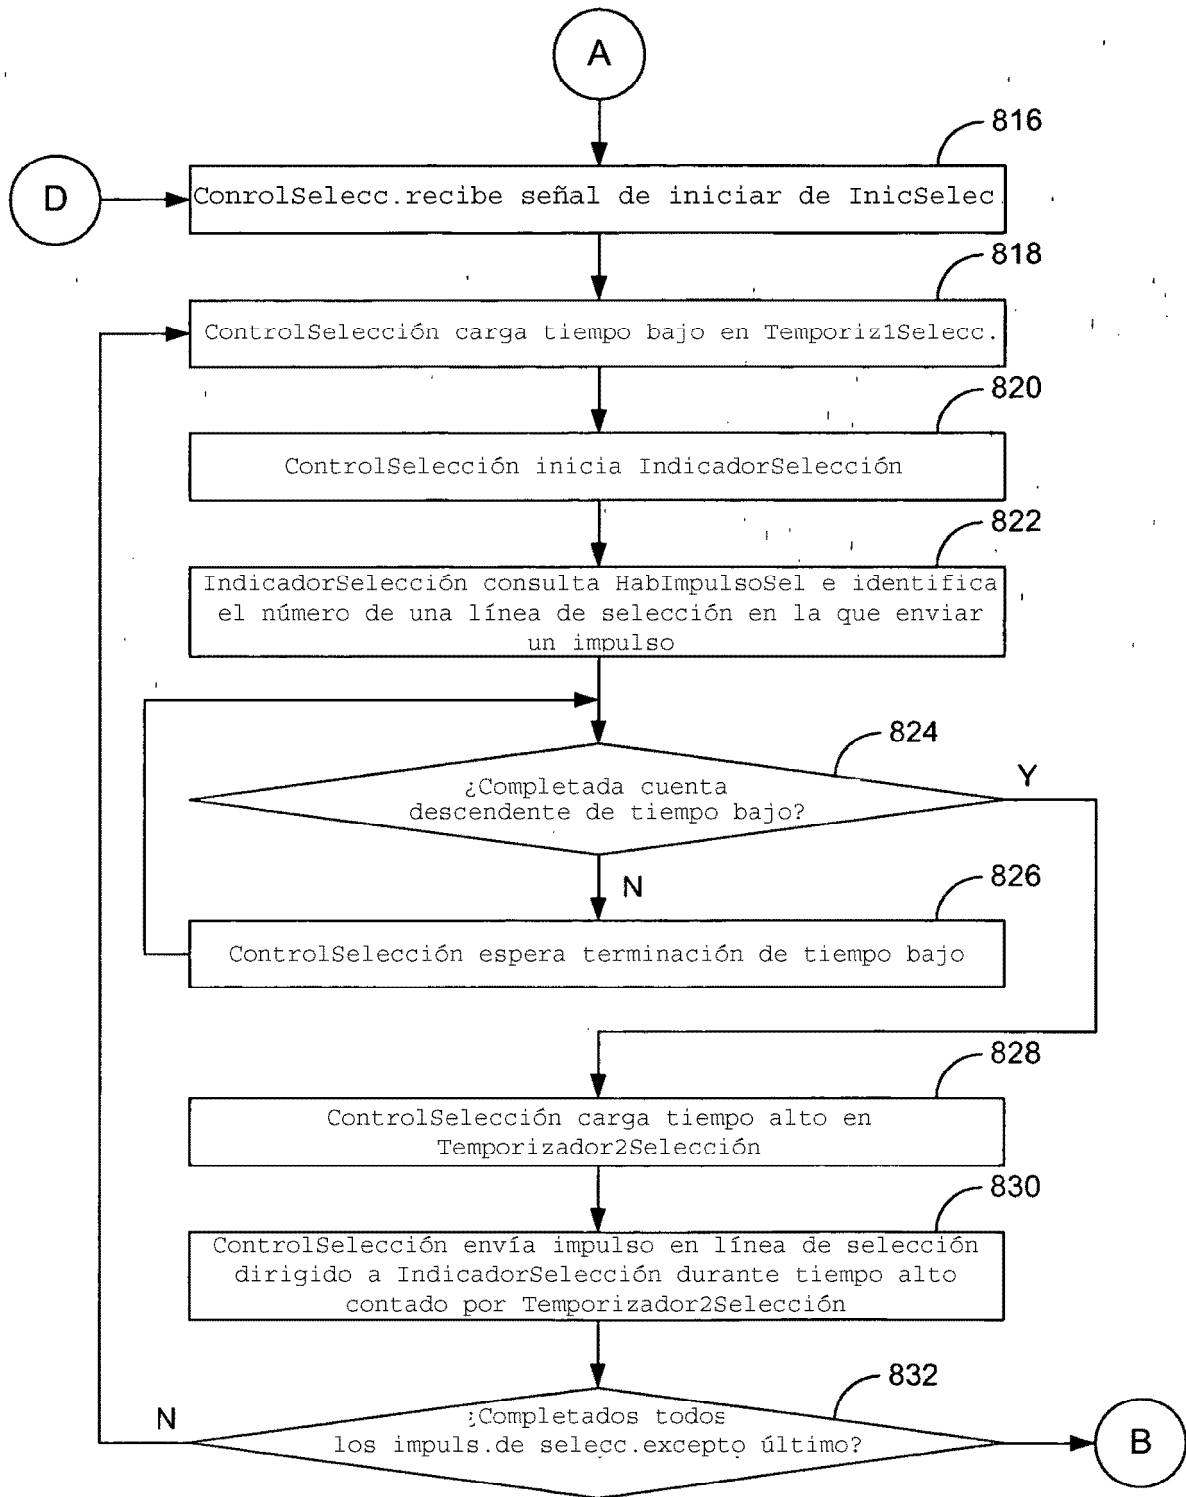 A
816
D
ConrolSelecc.recibe señal de iniciar de InicSelec.
818
ControlSelección carga tiempo bajo en Temporiz1Selecc.
820
ControlSelección inicia IndicadorSelección
822
IndicadorSelección consulta HabImpulsoSel e identifica
el número de una línea de selección en la que enviar
un impulso
824
¿Completada cuenta
descendente de tiempo bajo?
Y
N
826
ControlSelección espera terminación de tiempo bajo
828
ControlSelección carga tiempo alto en
Temporizador2Selección
830
ControlSelección envía impulso en línea de selección
dirigido a IndicadorSelección durante tiempo alto
contado por Temporizador2Selección
832
N
¿Completados todos
los impuls.de selecc.excepto último?
B